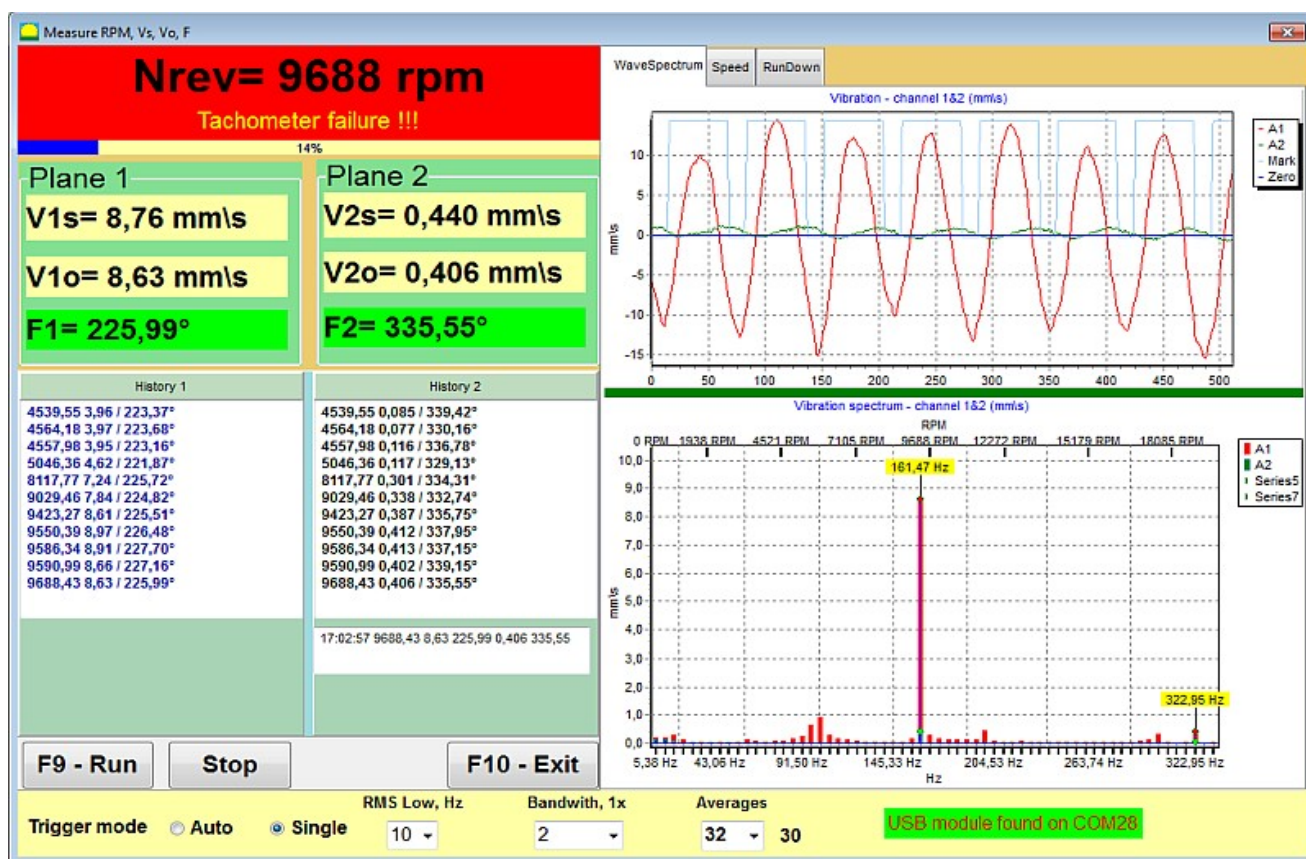 Measure RPM, Vs, Vo, F
Nrev= 9688 rpm
Tachometer failure !!!
14%
Plane 1
V1s= 8,76 mm\s
V1o= 8,63 mm\s
F1= 225,99°
Plane 2
V2s= 0,440 mm\s
V2o= 0,406 mm\s
F2= 335,55°
History 1
4539,55 3,96 / 223,37°
4564,18 3,97 / 223,68°
4557,98 3,95 / 223,16°
5046,36 4,62 / 221,87°
8117,77 7,24 / 225,72°
9029,46 7,84 / 224,82°
9423,27 8,61 / 225,51°
9550,39 8,97 / 226,48°
9586,34 8,91 / 227,70°
9590,99 8,66 / 227,16°
9688,43 8,63 / 225,99°
History 2
4539,55 0,085 / 339,42°
4564,18 0,077 / 330,16°
4557,98 0,116 / 336,78°
5046,36 0,117 / 329,13°
8117,77 0,301 / 334,31°
9029,46 0,338 / 332,74°
9423,27 0,387 / 335,75°
9550,39 0,412 / 337,95°
9586,34 0,413 / 337,15°
9590,99 0,402 / 339,15°
9688,43 0,406 / 335,55°
17:02:57 9688,43 8,63 225,99 0,406 335,55
F9 - Run
Stop
F10 - Exit
WaveSpectrum Speed RunDown
Vibration - channel 1&2 (mm\s)
10
5
0
-5
-10
-15
mm\s
0 50 100 150 200 250 300 350 400 450 500
A1
A2
Mark
Zero
Vibration spectrum - channel 1&2 (mm\s)
RPM
0 RPM 1938 RPM 4521 RPM 7105 RPM 9688 RPM 12272 RPM 15179 RPM 18085 RPM
10,0
9,0
8,0
7,0
6,0
5,0
4,0
3,0
2,0
1,0
0,0
mm\s
161,47 Hz
322,95 Hz
5,38 Hz 43,06 Hz 91,50 Hz 145,33 Hz 204,53 Hz 263,74 Hz 322,95 Hz
Hz
A1
A2
Series5
Series7
Trigger mode Auto Single
RMS Low, Hz
10
Bandwith, 1x
2
Averages
32 30
USB module found on COM28